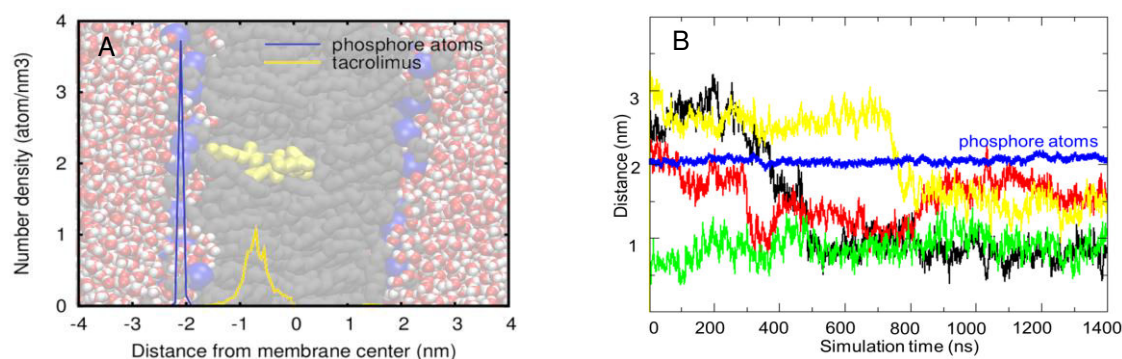 A
phosphore atoms
tacrolimus
Number density (atom/nm3)
4
3
2
1
0
-4 -3 -2 -1 0 1 2 3 4
Distance from membrane center (nm)
B
phosphore atoms
Distance (nm)
3
2
1
0 200 400 600 800 1000 1200 1400
Simulation time (ns)